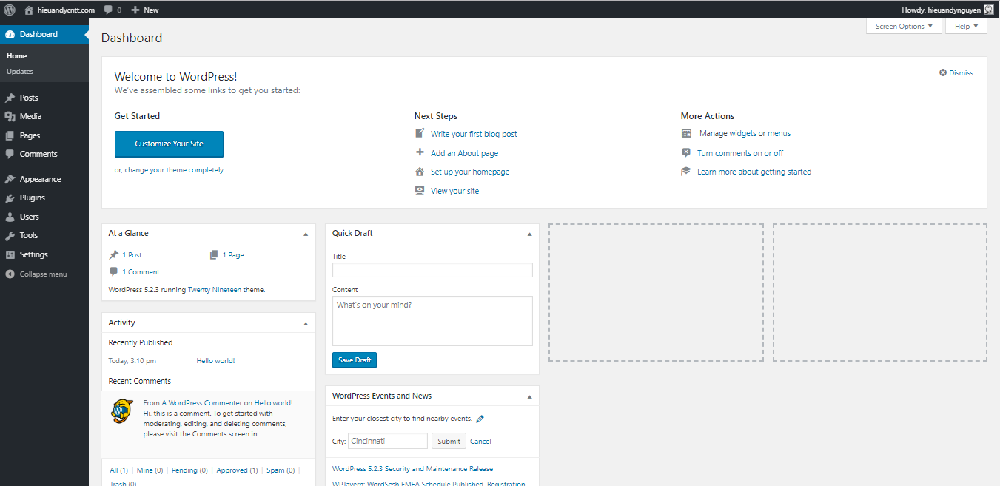 hieuandycntt.com 0 New Howdy, hieuandynguyen
Dashboard
Home
Updates
Posts
Media
Pages
Comments
Appearance
Plugins
Users
Tools
Settings
Collapse menu
Screen Options Help
Dashboard
Welcome to WordPress!
We've assembled some links to get you started:
Dismiss
Get Started
Customize Your Site
or, change your theme completely
Next Steps
Write your first blog post
Add an About page
Set up your homepage
View your site
More Actions
Manage widgets or menus
Turn comments on or off
Learn more about getting started
At a Glance
1 Post 1 Page
1 Comment
WordPress 5.2.3 running Twenty Nineteen theme.
Activity
Recently Published
Today, 3:10 pm Hello world!
Recent Comments
From A WordPress Commenter on Hello world!
Hi, this is a comment. To get started with
moderating, editing, and deleting comments,
please visit the Comments screen in...
All (1) | Mine (0) | Pending (0) | Approved (1) | Spam (0) |
Trash (0)
Quick Draft
Title
Content
What's on your mind?
Save Draft
WordPress Events and News
Enter your closest city to find nearby events.
City: Cincinnati Submit Cancel
WordPress 5.2.3 Security and Maintenance Release
WPTavern: WordSesh EMEA Schedule Published, Registration